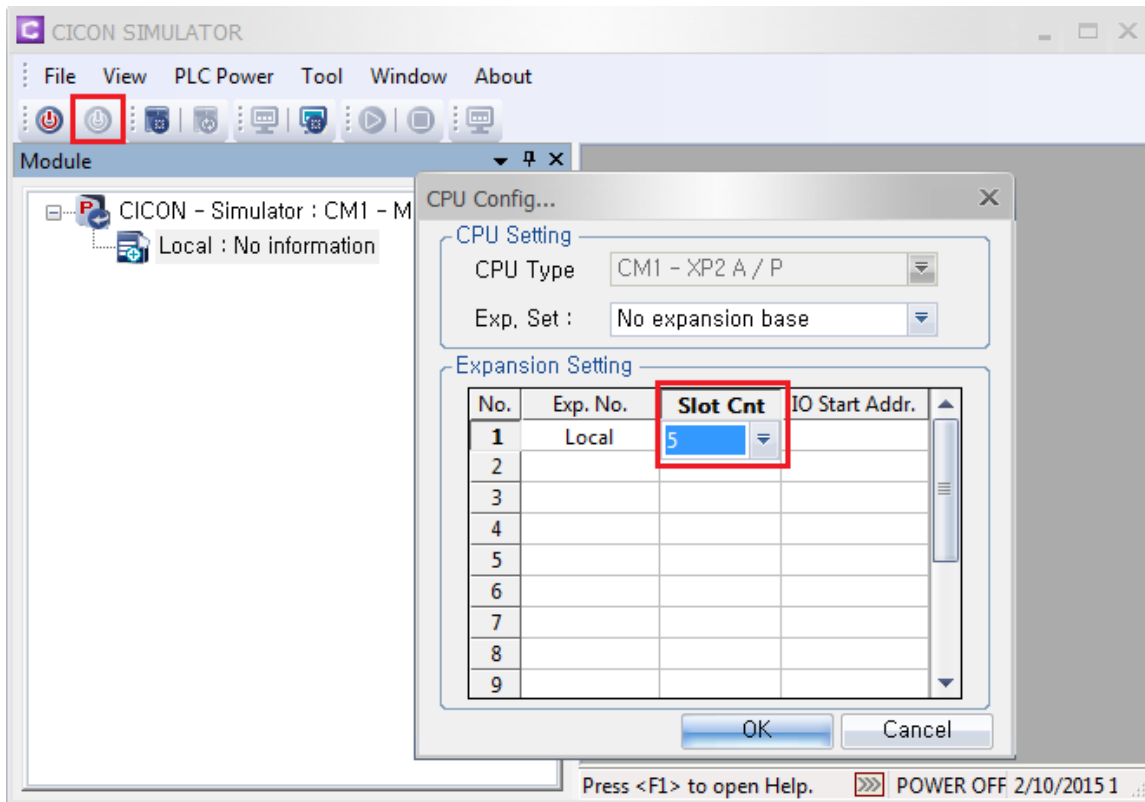 CICON SIMULATOR
File View PLC Power Tool Window About
Module
CICON - Simulator : CM1 - M
Local : No information
CPU Config...
CPU Setting
CPU Type CM1 - XP2 A / P
Exp. Set : No expansion base
Expansion Setting
No. Exp. No. Slot Cnt IO Start Addr.
1 Local 5
2
3
4
5
6
7
8
9
OK Cancel
Press <F1> to open Help. POWER OFF 2/10/2015 1